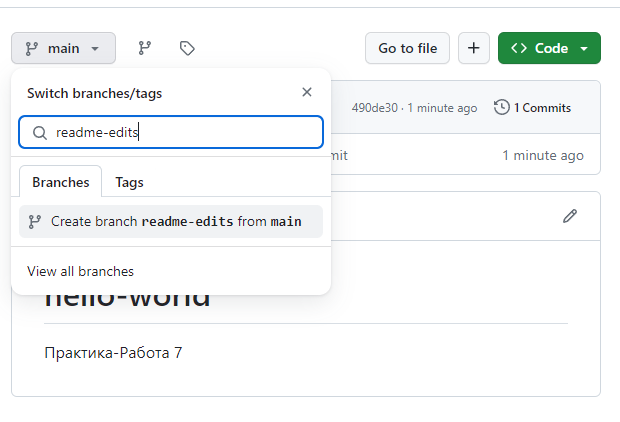 main
Go to file
Code
Switch branches/tags
490de30 · 1 minute ago
1 Commits
readme-edits
mit
1 minute ago
Branches
Tags
Create branch readme-edits from main
View all branches
hello-world
Практика-Работа 7